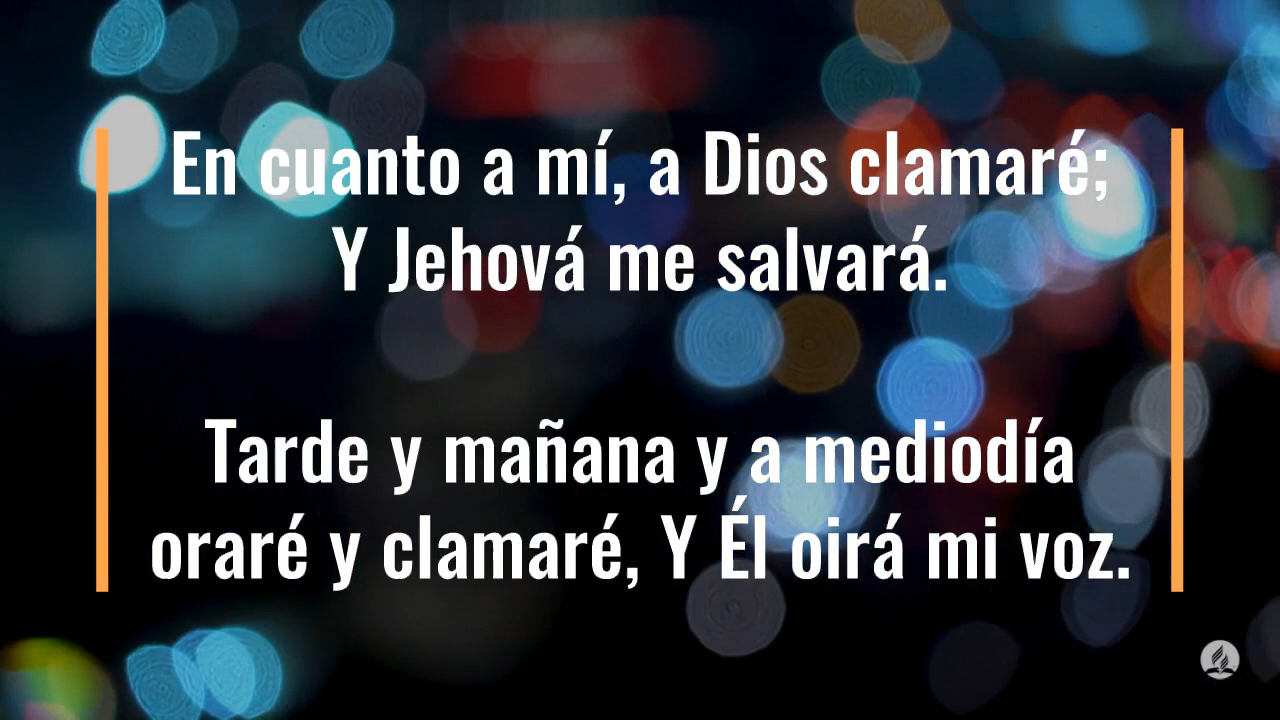 En cuanto a mí, a Dios clamaré;
Y Jehová me salvará.
Tarde y mañana y a mediodía
oraré y clamaré, Y Él oirá mi voz.